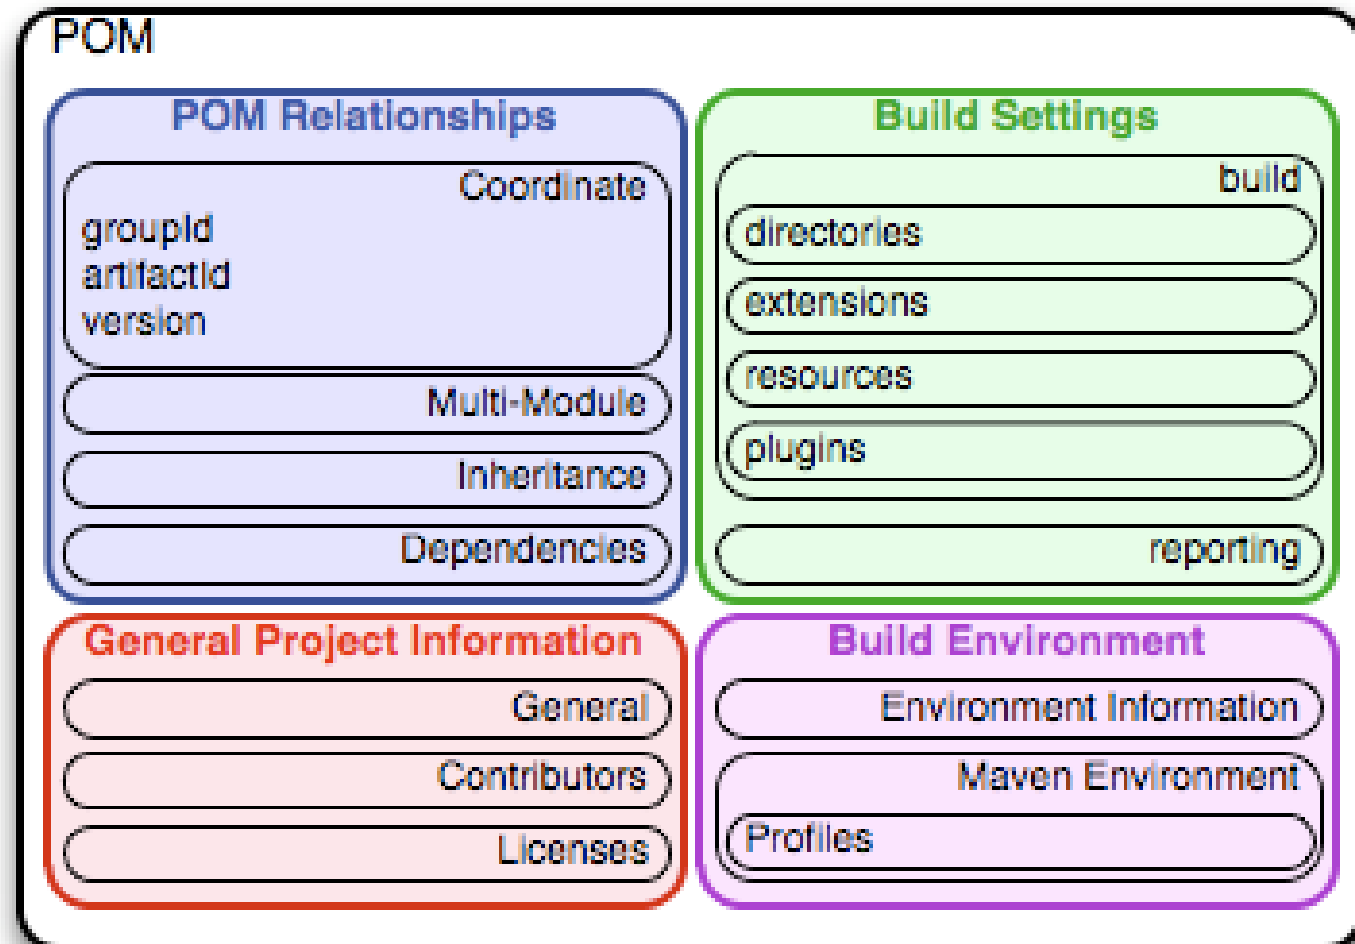 POM
POM Relationships
Coordinate
groupId
artifactId
version
Multi-Module
Inheritance
Dependencies
Build Settings
build
directories
extensions
resources
plugins
reporting
General Project Information
General
Contributors
Licenses
Build Environment
Environment Information
Maven Environment
Profiles